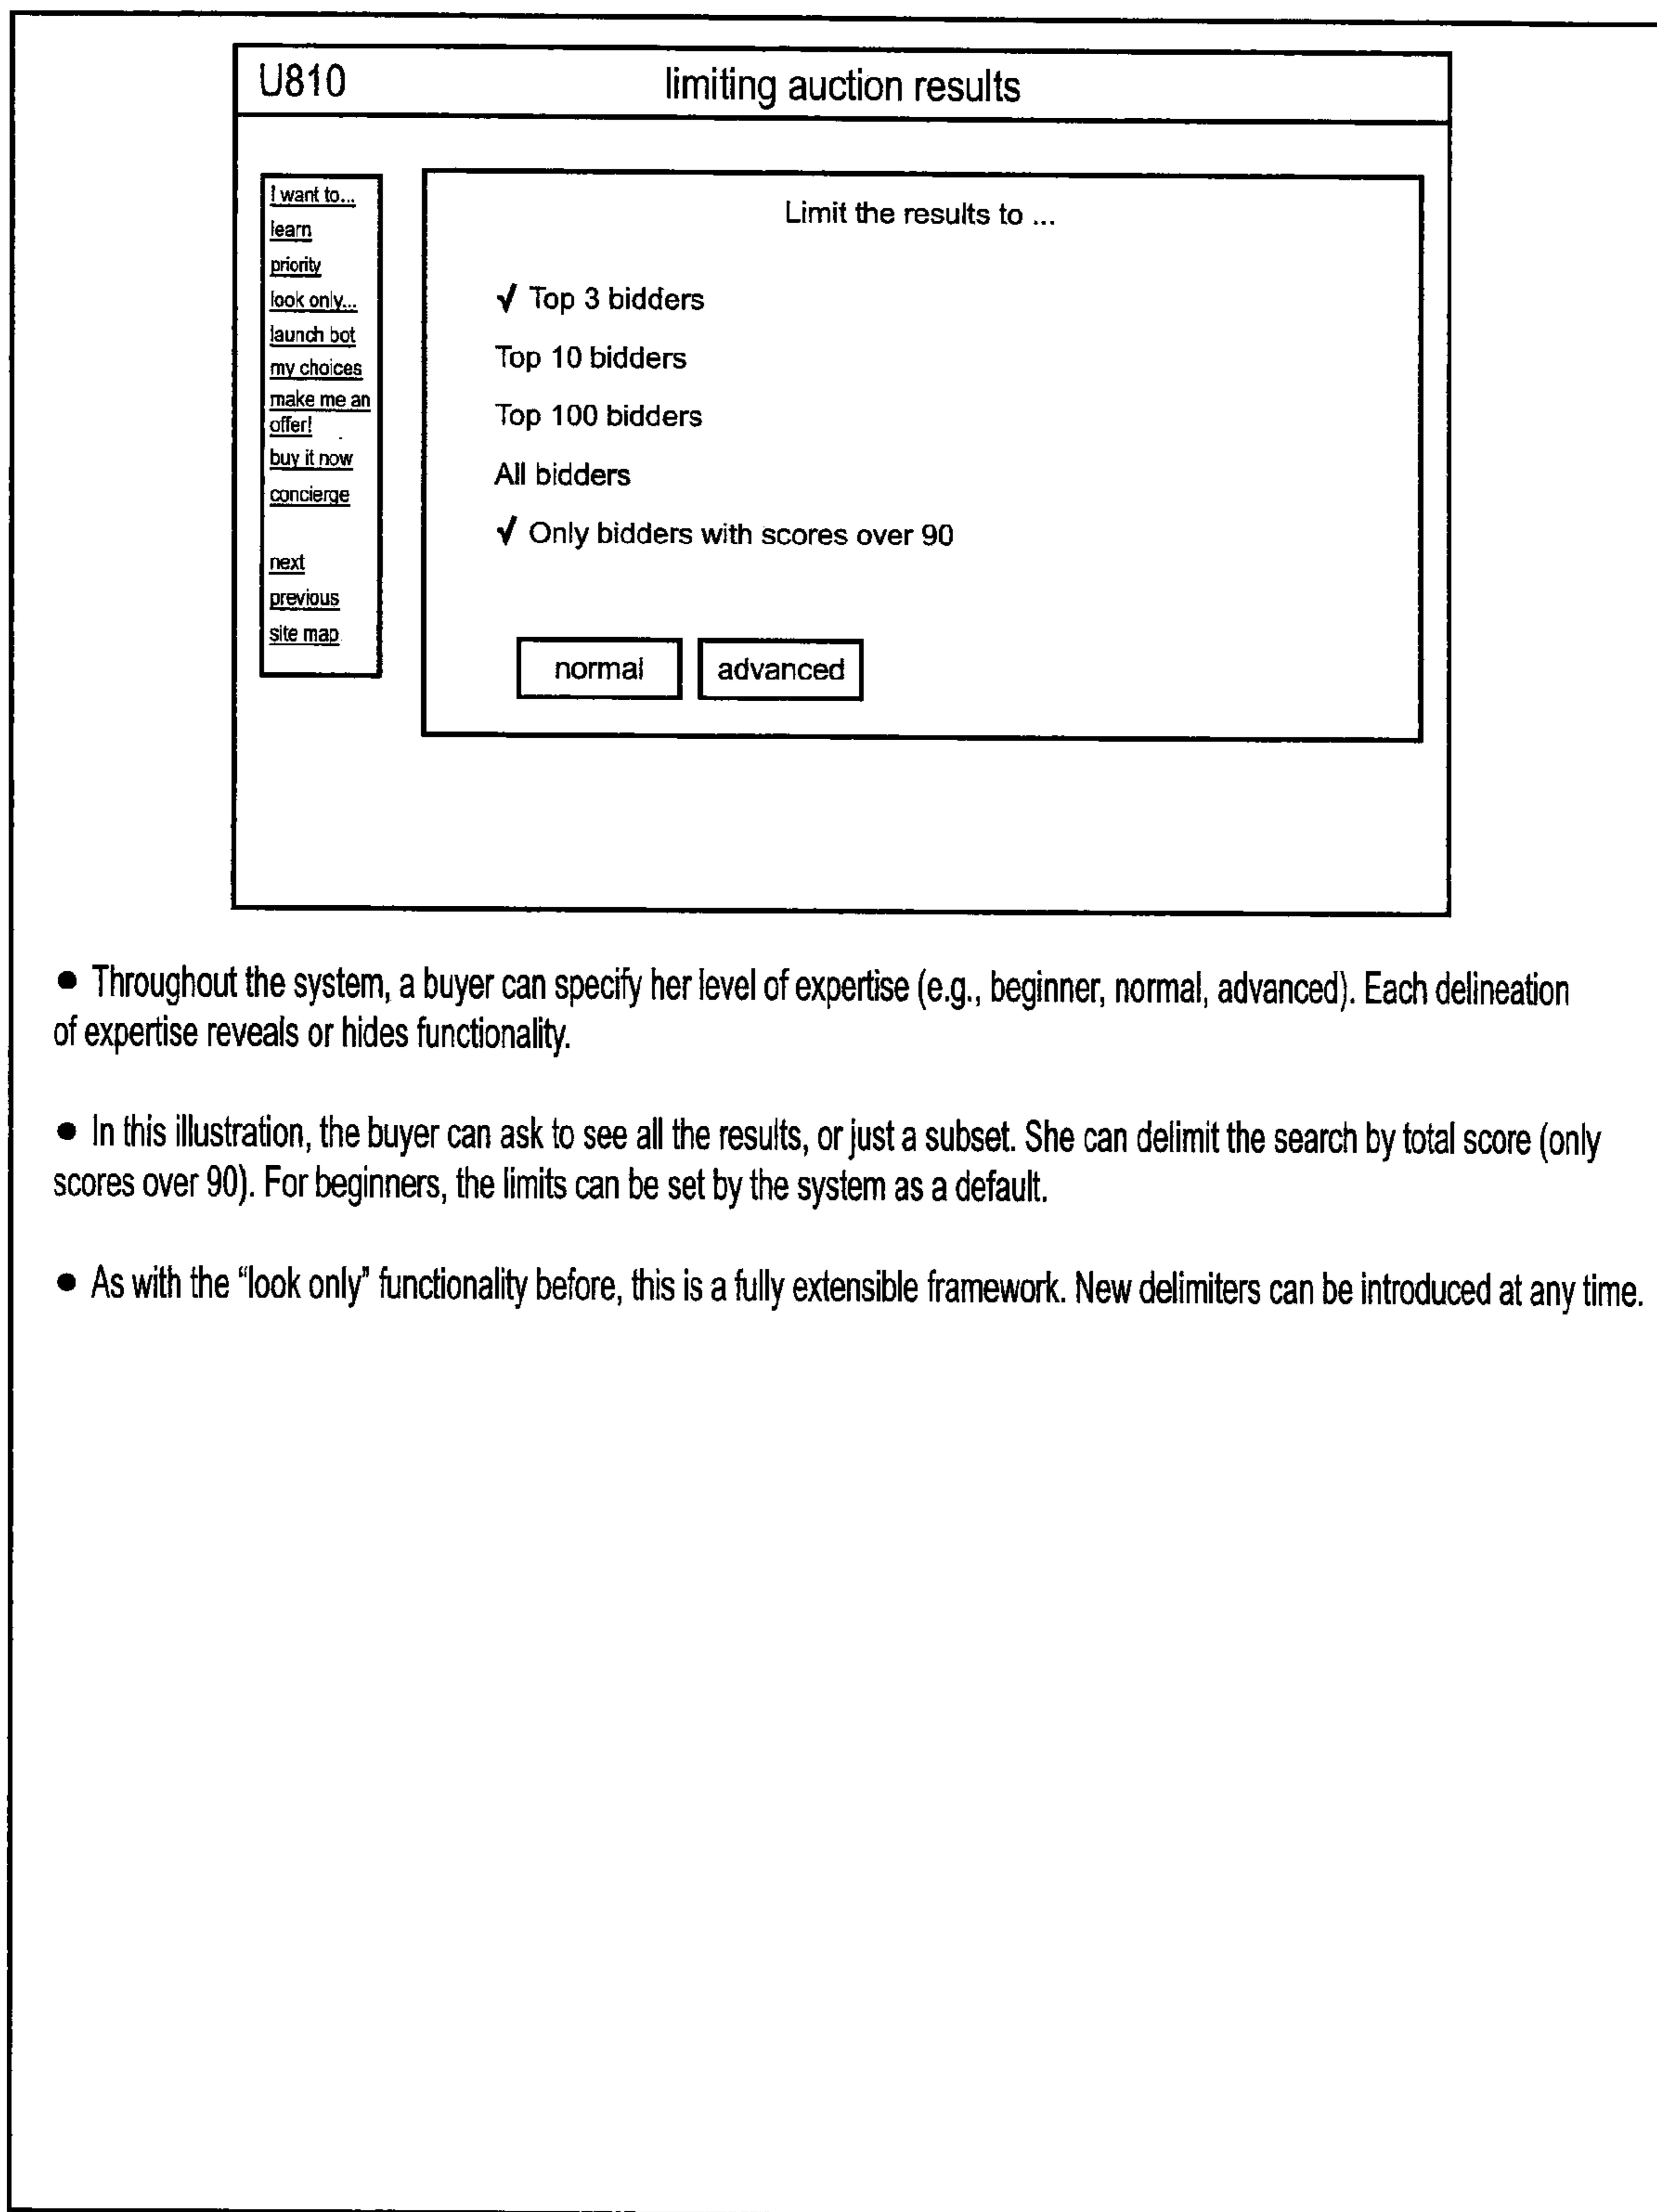 U810 limiting auction results
I want to...
learn
priority
look only...
launch bot
my choices
make me an
offer!
buy it now
concierge
next
previous
site map
Limit the results to ...
√ Top 3 bidders
Top 10 bidders
Top 100 bidders
All bidders
√ Only bidders with scores over 90
normal advanced
● Throughout the system, a buyer can specify her level of expertise (e.g., beginner, normal, advanced). Each delineation
of expertise reveals or hides functionality.
● In this illustration, the buyer can ask to see all the results, or just a subset. She can delimit the search by total score (only
scores over 90). For beginners, the limits can be set by the system as a default.
● As with the “look only” functionality before, this is a fully extensible framework. New delimiters can be introduced at any time.